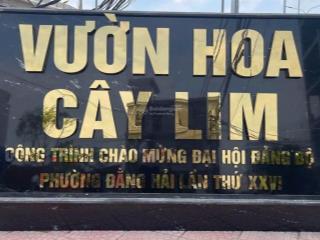 VƯỜN HOA
CÂY LIM
CÔNG TRÌNH CHÀO MỪNG ĐẠI HỘI ĐẢNG BỘ
PHƯỜNG ĐẰNG HẢI LẦN THỨ XXVI